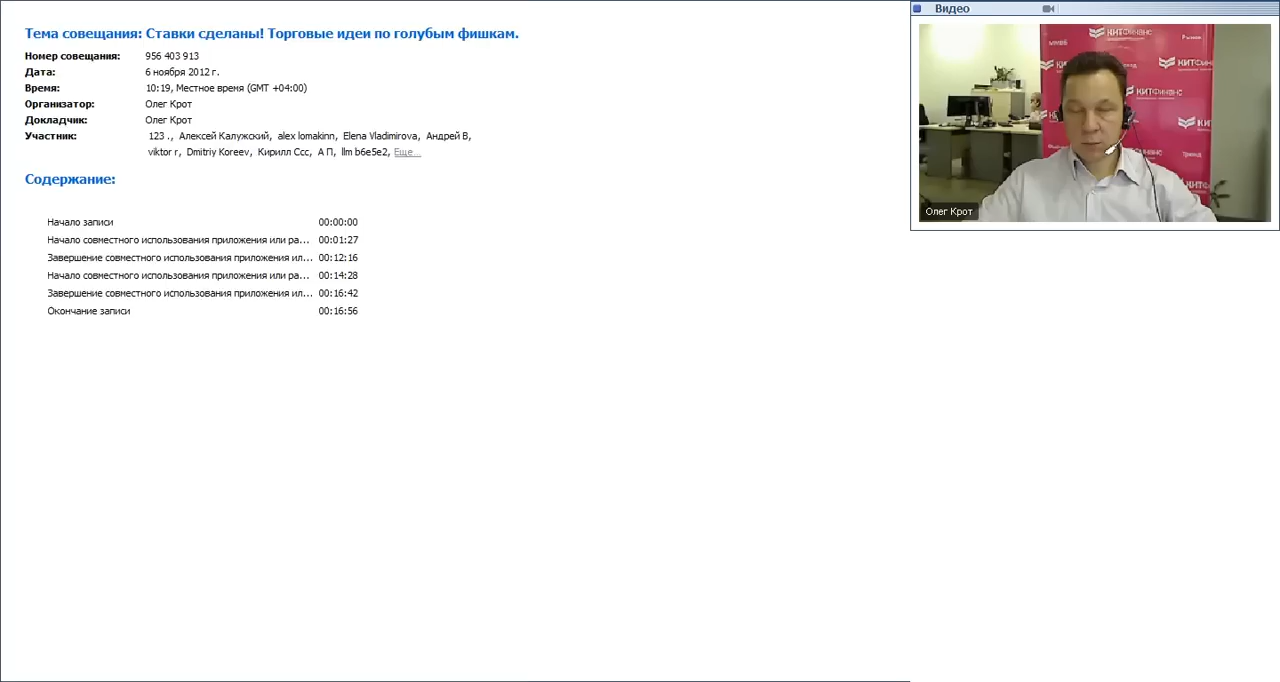 Тема совещания: Ставки сделаны! Торговые идеи по голубым фишкам.
Номер совещания: 956 403 913
Дата: 6 ноября 2012 г.
Время: 10:19, Местное время (GMT +04:00)
Организатор: Олег Крот
Докладчик: Олег Крот
Участник: 123 ., Алексей Калужский, alex lomakinn, Elena Vladimirova, Андрей В,
viktor r, Dmitriy Koreev, Кирилл Ссс, А П, llm b6e5e2, Еще...
Содержание:
Начало записи 00:00:00
Начало совместного использования приложения или ра... 00:01:27
Завершение совместного использования приложения ил... 00:12:16
Начало совместного использования приложения или ра... 00:14:28
Завершение совместного использования приложения ил... 00:16:42
Окончание записи 00:16:56
Видео
КИТФинанс
КИТФинанс
Тренд
Олег Крот